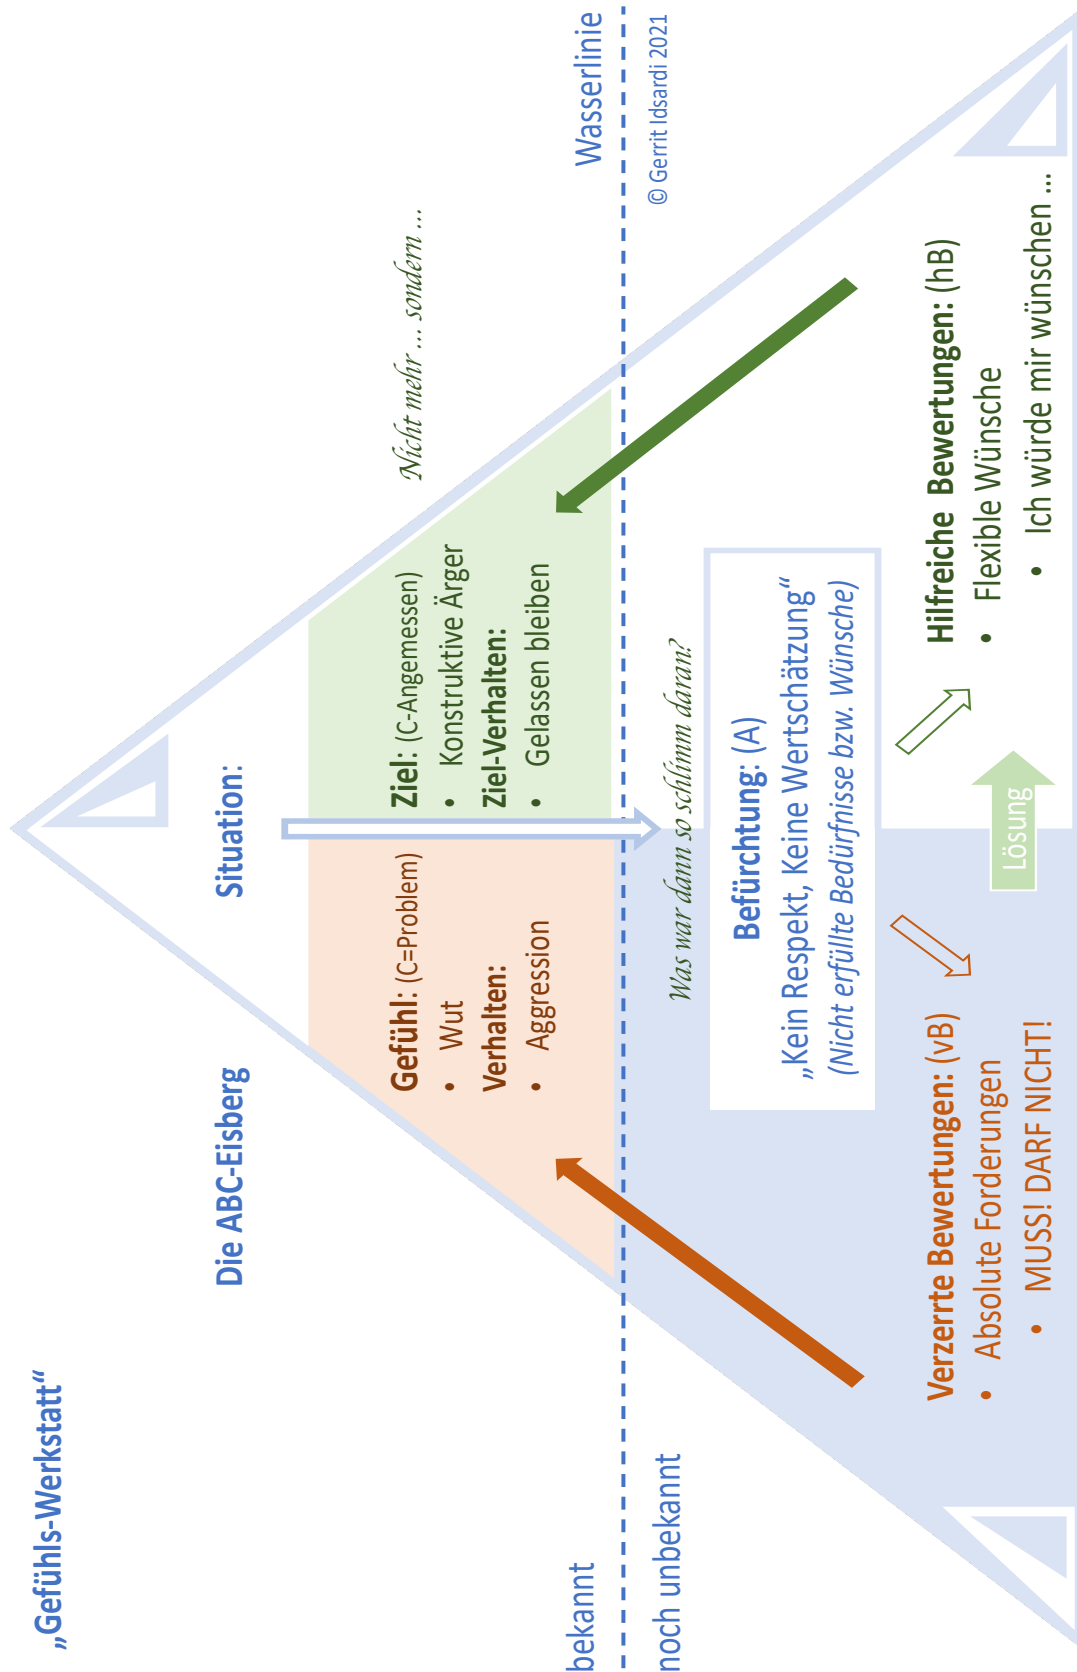 „Gefühls-Werkstatt“
Die ABC-Eisberg
Situation:
Nicht mehr ... sondern ...
Gefühl: (C=Problem)
• Wut
Verhalten:
• Aggression
Ziel: (C-Angemessen)
• Konstruktive Ärger
Ziel-Verhalten:
• Gelassen bleiben
bekannt
Wasserlinie
noch unbekannt
© Gerrit Idsardi 2021
Was war dann so schlimm daran?
Befürchtung: (A)
„Kein Respekt, Keine Wertschätzung“
(Nicht erfüllte Bedürfnisse bzw. Wünsche)
Verzerrte Bewertungen: (vB)
• Absolute Forderungen
• MUSS! DARF NICHT!
Lösung
Hilfreiche Bewertungen: (hB)
• Flexible Wünsche
• Ich würde mir wünschen ...